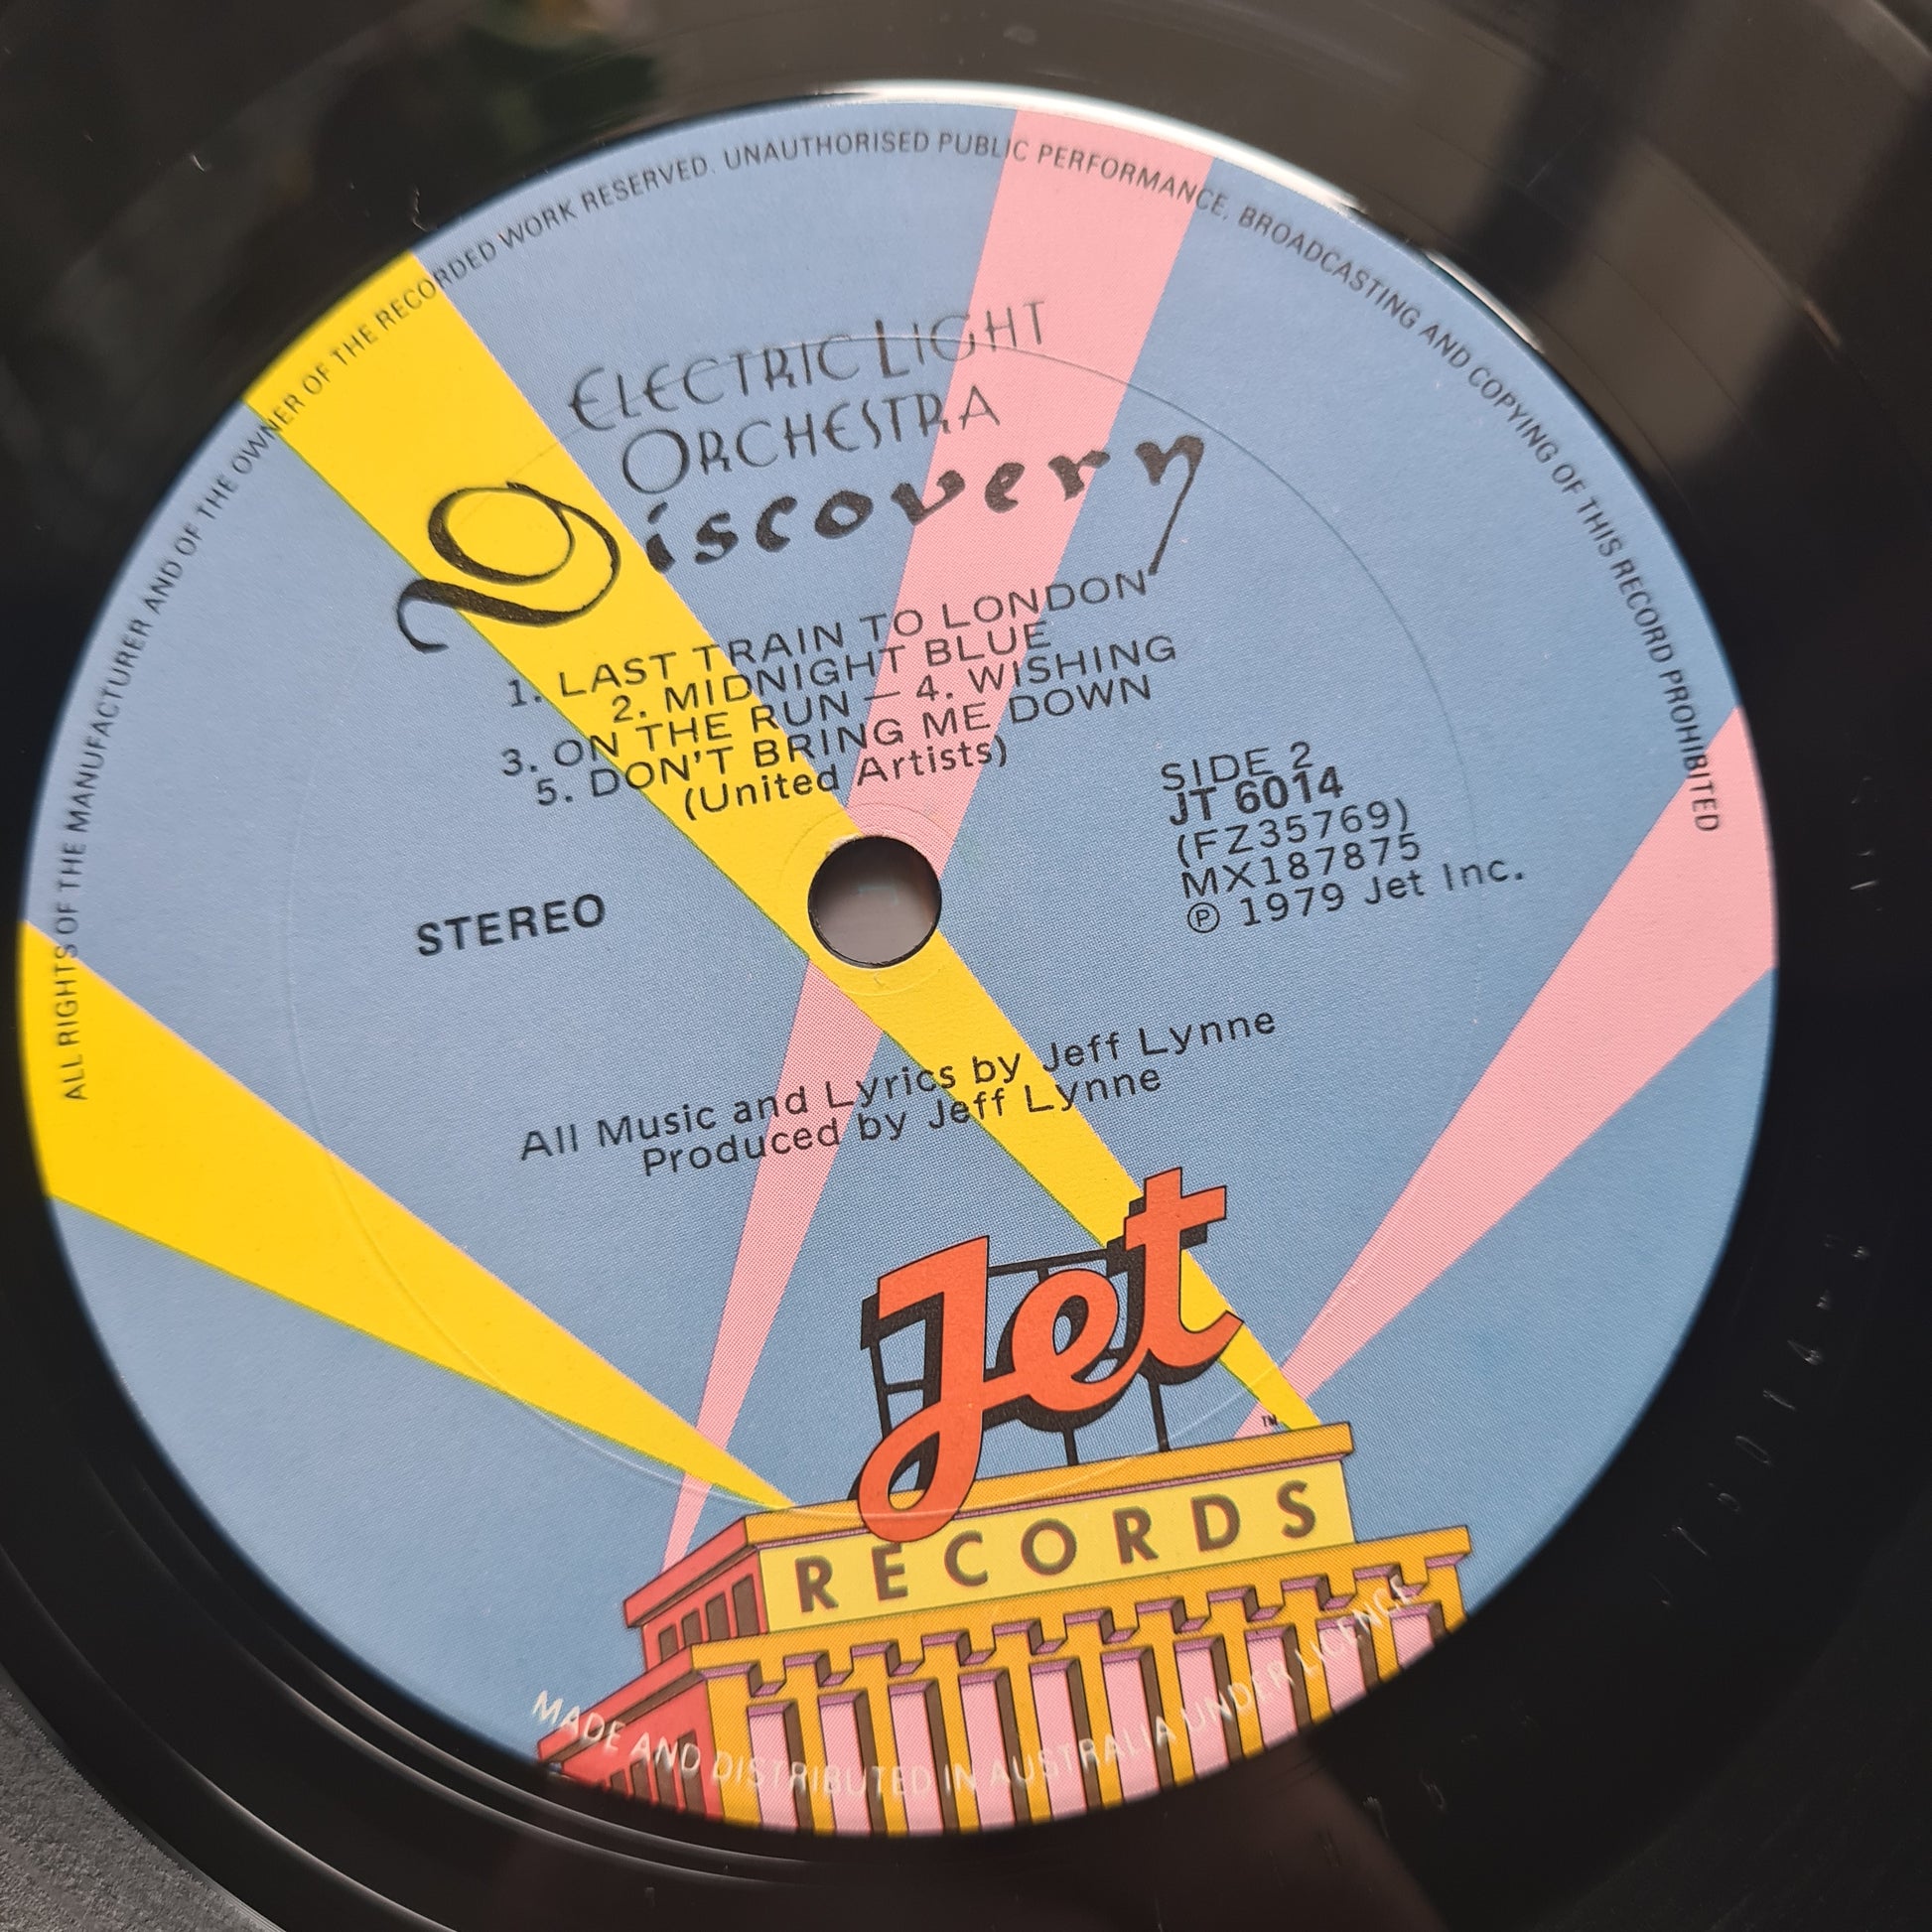 ALL RIGHTS OF THE MANUFACTURER AND OF THE OWNER OF THE RECORDED WORK RESERVED. UNAUTHORISED PUBLIC PERFORMANCE, BROADCASTING AND COPYING OF THIS RECORD PROHIBITED
ELECTRIC LIGHT
ORCHESTRA
Discovery
1. LAST TRAIN TO LONDON
2. MIDNIGHT BLUE
3. ON THE RUN — 4. WISHING
5. DON'T BRING ME DOWN
(United Artists)
SIDE 2
JT 6014
(FZ35769)
MX187875
℗ 1979 Jet Inc.
STEREO
All Music and Lyrics by Jeff Lynne
Produced by Jeff Lynne
Jet
TM
RECORDS
MADE AND DISTRIBUTED IN AUSTRALIA UNDER LICENCE